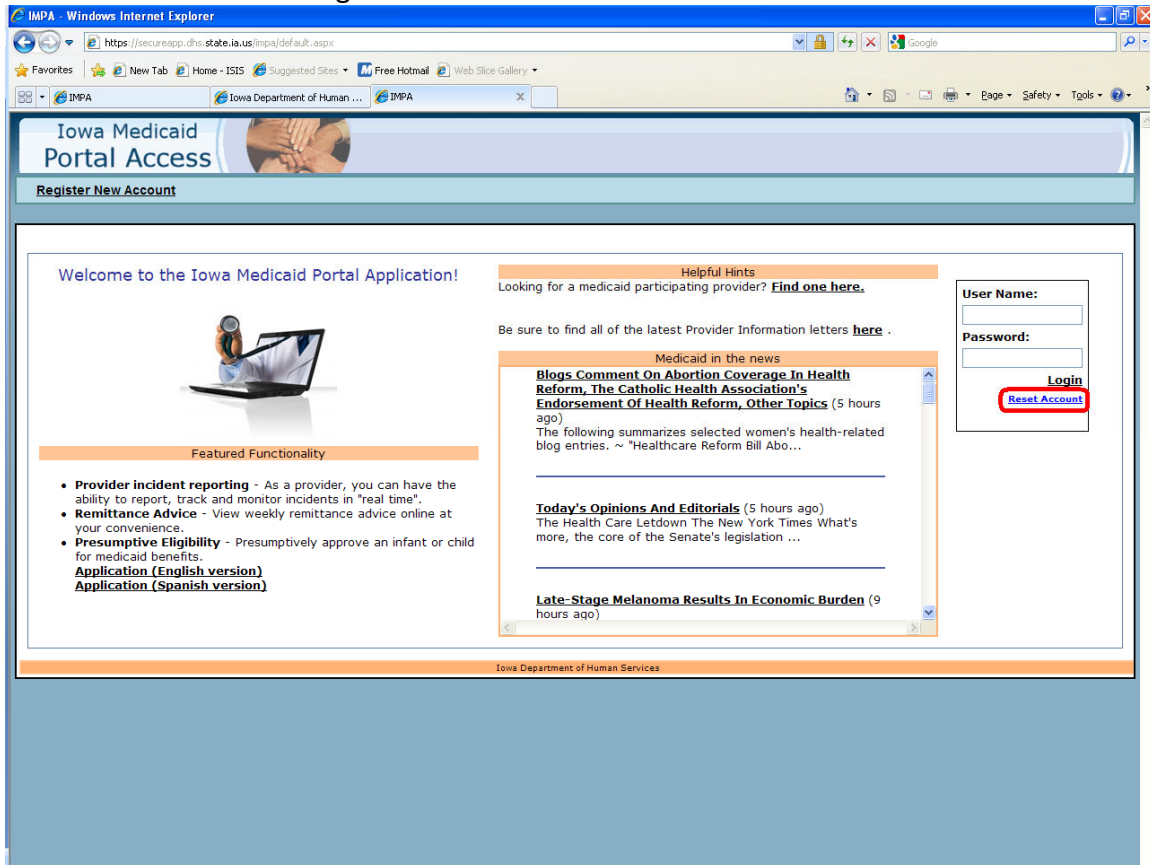 IMPA - Windows Internet Explorer
https://secureapp.dhs.state.ia.us/impa/default.aspx
Google
Favorites
New Tab
Home - ISIS
Suggested Sites
Free Hotmail
Web Slice Gallery
IMPA
Iowa Department of Human ...
IMPA
Page
Safety
Tools
Iowa Medicaid
Portal Access
Register New Account
Welcome to the Iowa Medicaid Portal Application!
Featured Functionality
• Provider incident reporting - As a provider, you can have the
ability to report, track and monitor incidents in "real time".
• Remittance Advice - View weekly remittance advice online at
your convenience.
• Presumptive Eligibility - Presumptively approve an infant or child
for medicaid benefits.
Application (English version)
Application (Spanish version)
Helpful Hints
Looking for a medicaid participating provider? Find one here.
Be sure to find all of the latest Provider Information letters here .
Medicaid in the news
Blogs Comment On Abortion Coverage In Health
Reform, The Catholic Health Association's
Endorsement Of Health Reform, Other Topics (5 hours
ago)
The following summarizes selected women's health-related
blog entries. ~ "Healthcare Reform Bill Abo...
Today's Opinions And Editorials (5 hours ago)
The Health Care Letdown The New York Times What's
more, the core of the Senate's legislation ...
Late-Stage Melanoma Results In Economic Burden (9
hours ago)
User Name:
Password:
Login
Reset Account
Iowa Department of Human Services